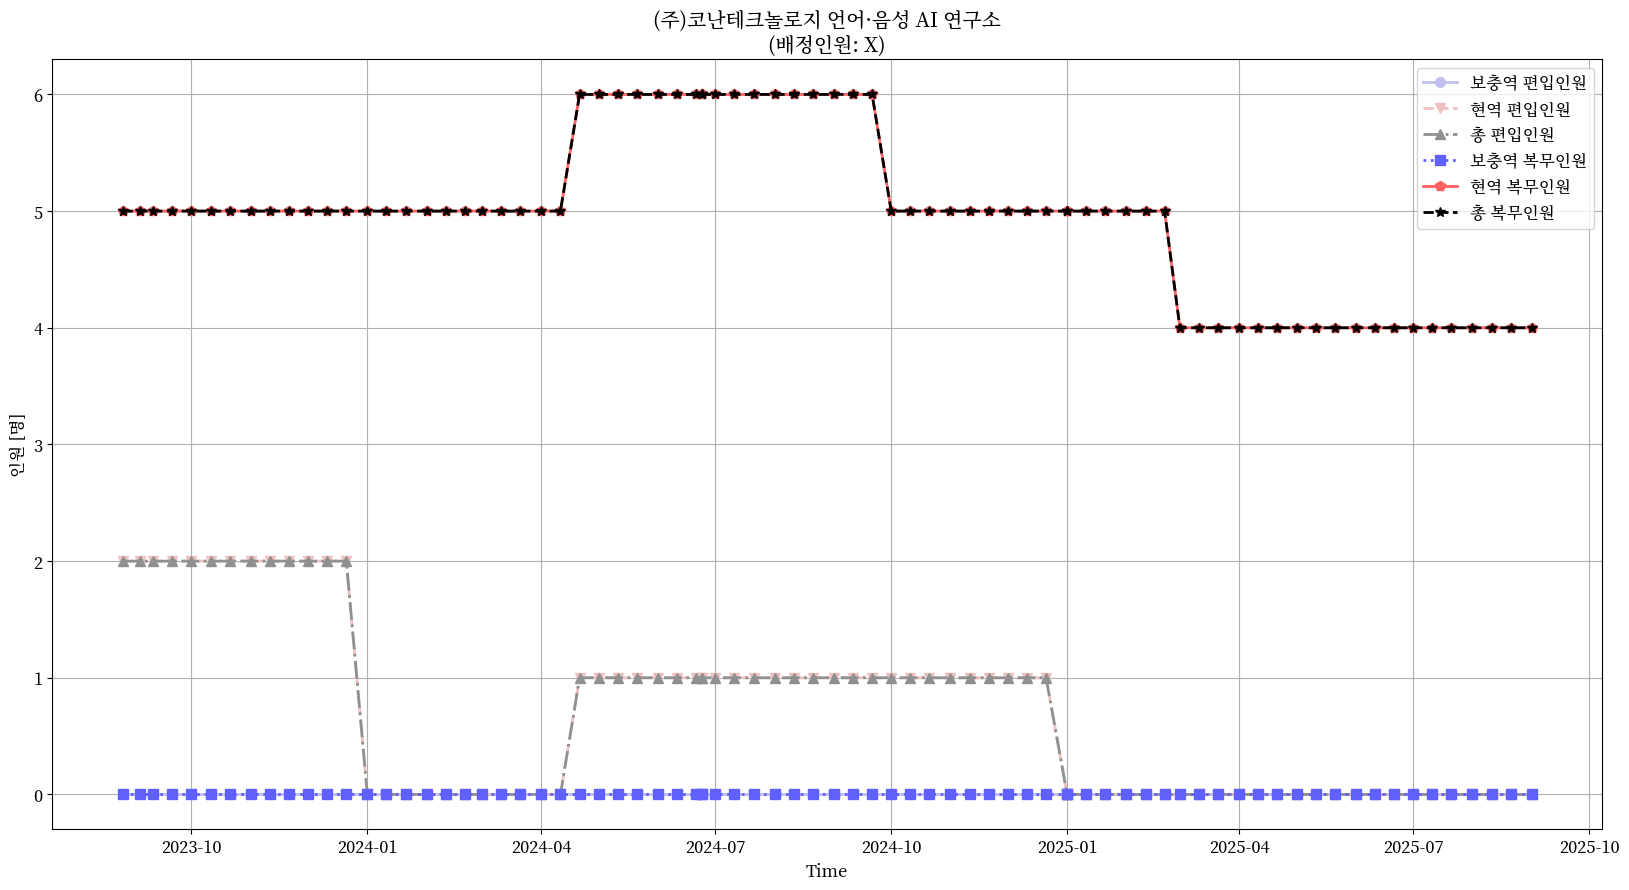 (주)코난테크놀로지 언어·음성 AI 연구소
(배정인원: X)
보충역 편입인원
현역 편입인원
총 편입인원
보충역 복무인원
현역 복무인원
총 복무인원
인원 [명]
6
5
4
3
2
1
0
2023-10
2024-01
2024-04
2024-07
2024-10
2025-01
2025-04
2025-07
2025-10
Time